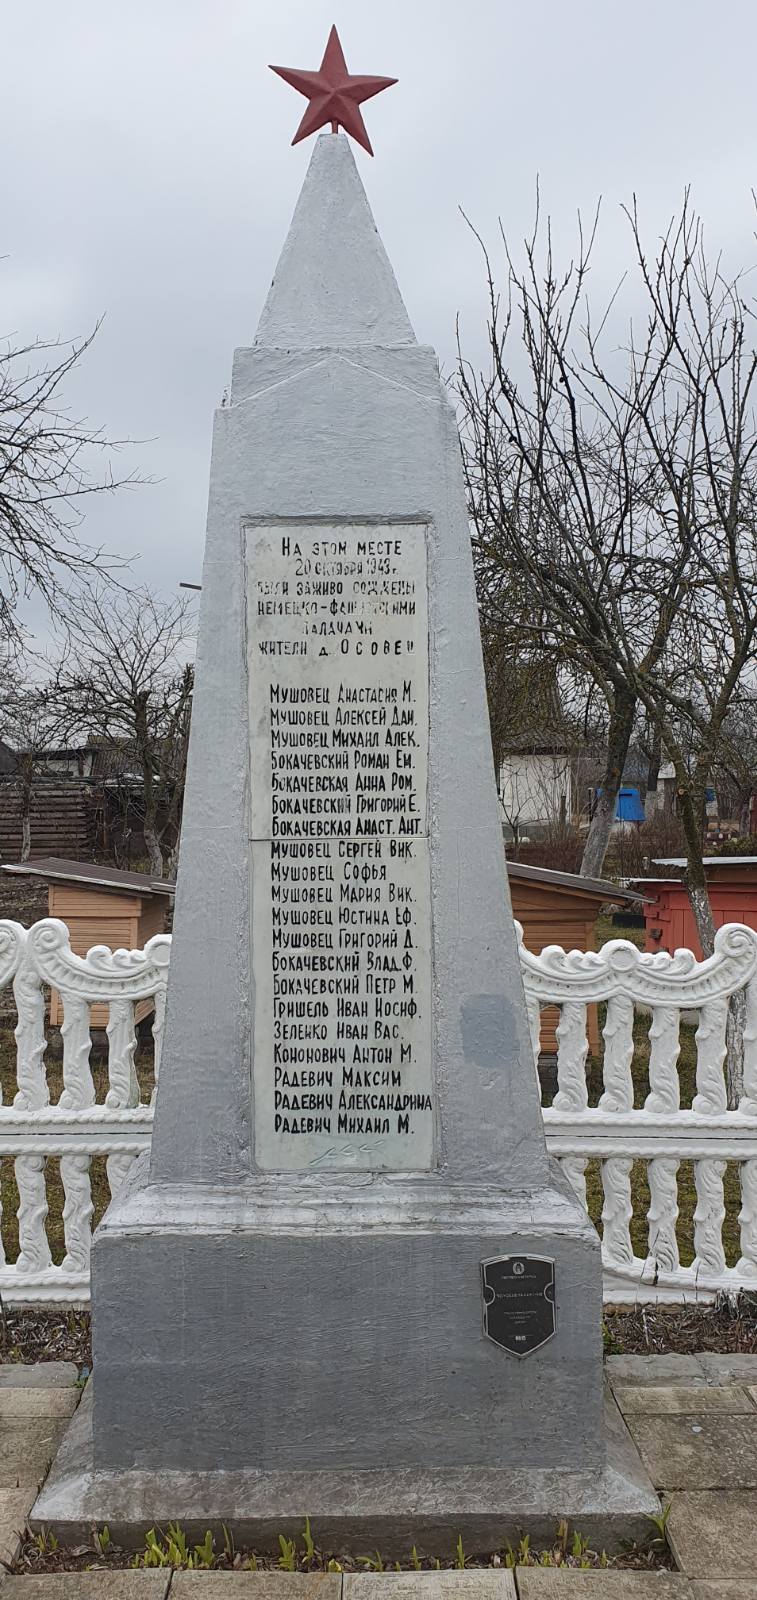 На этом месте
20 октября 1943 г.
были заживо сожжены
немецко-фашистскими
палачами
жители д. Осовец
Мушовец Анастасия М.
Мушовец Алексей Дан.
Мушовец Михаил Алек.
Бокачевский Роман Ем.
Бокачевская Анна Ром.
Бокачевский Григорий Е.
Бокачевская Анаст. Ант.
Мушовец Сергей Вик.
Мушовец Софья
Мушовец Мария Вик.
Мушовец Юстина Еф.
Мушовец Григорий Д.
Бокачевский Влад. Ф.
Бокачевский Петр М.
Гришель Иван Иосиф.
Зеленко Иван Вас.
Кононович Антон М.
Радевич Максим
Радевич Александрина
Радевич Михаил М.